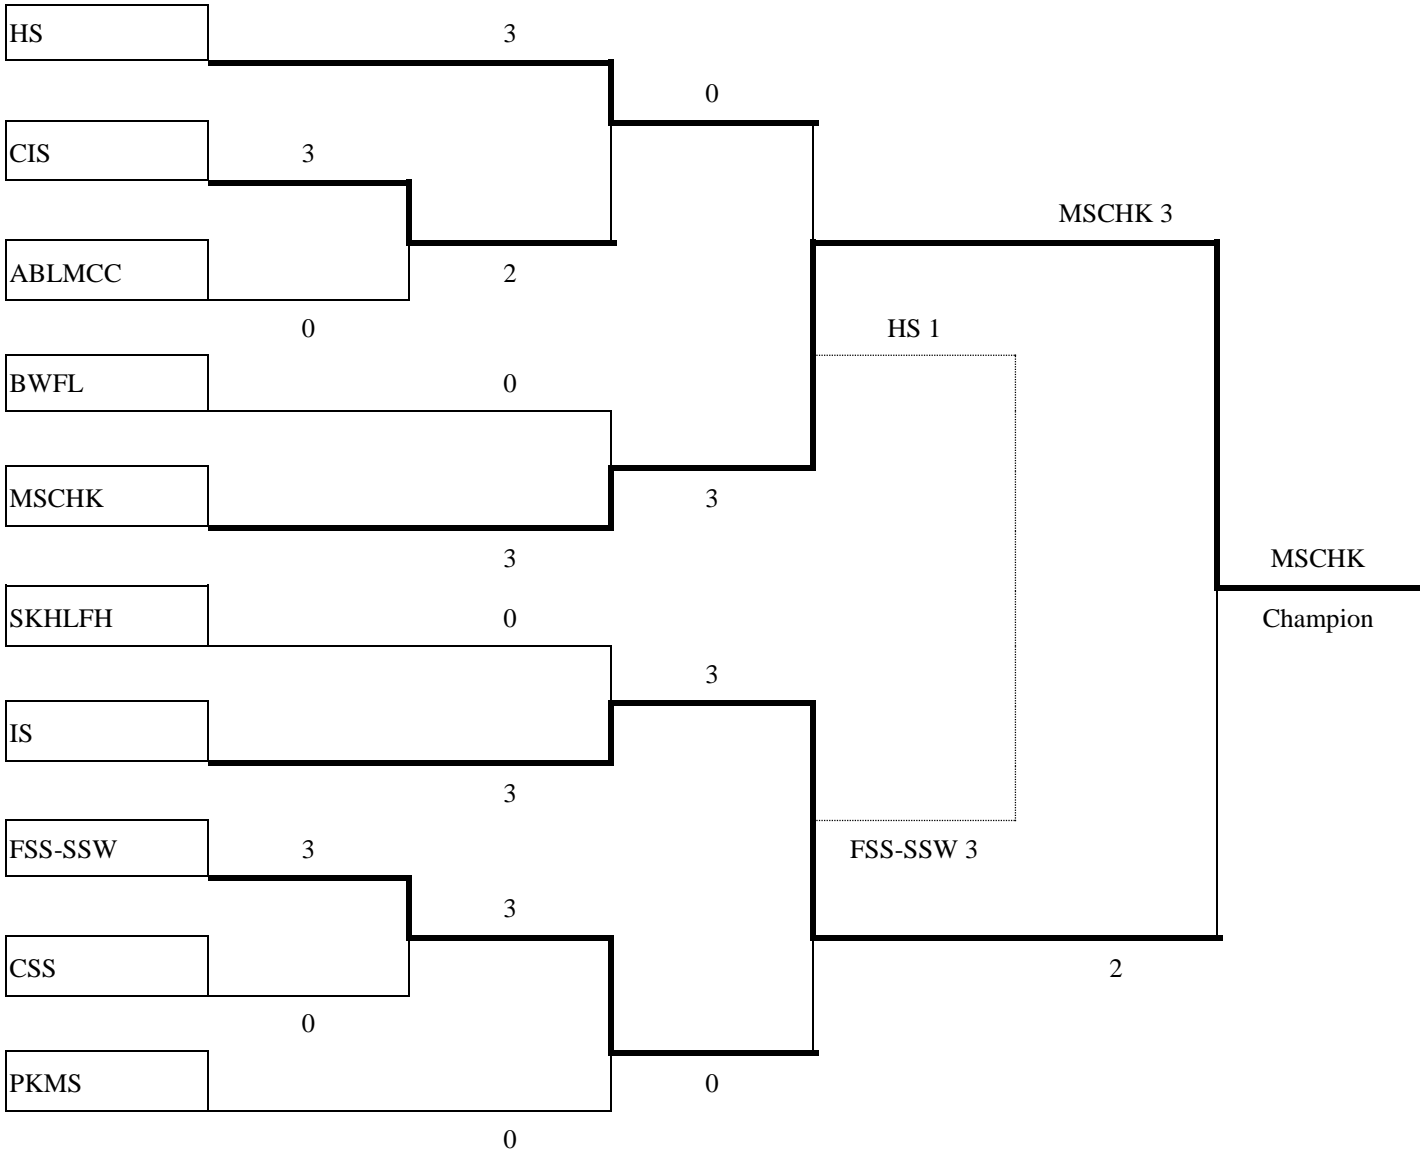 HS 3
0
CIS 3
MSCHK 3
ABLMCC 2
0 HS 1
BWFL 0
MSCHK 3
3 MSCHK
SKHLFH 0 Champion
3
IS
3
FSS-SSW 3 FSS-SSW 3
3
CSS 2
0
PKMS 0
0